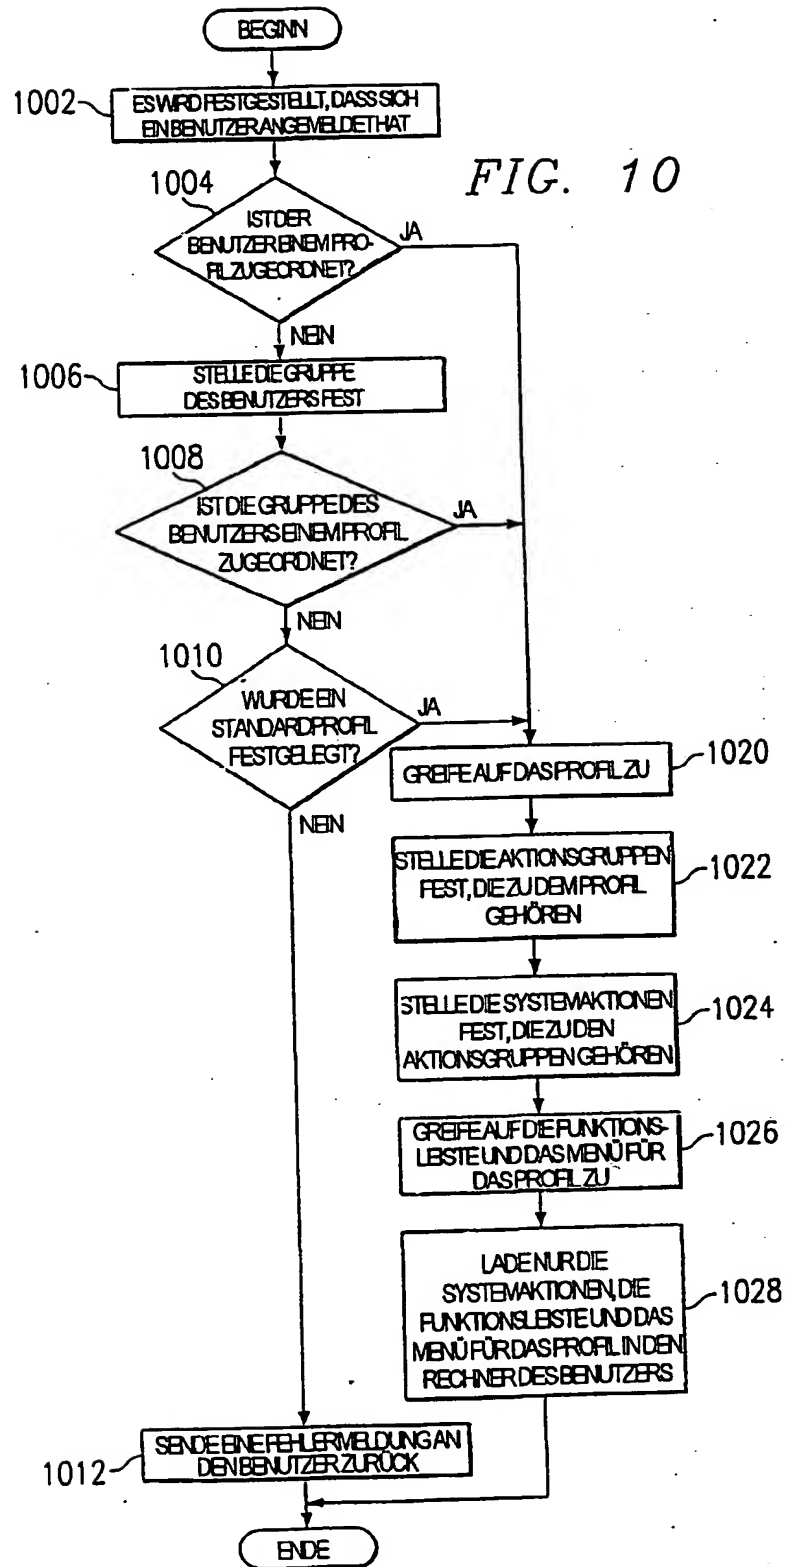 BEGINN
1002
ES WIRD FESTGESTELLT, DASS SICH
EIN BENUTZER ANGEMELDET HAT
FIG. 10
1004
IST DER
BENUTZER EINEM PRO-
FIL ZUGEORDNET?
JA
NEIN
1006
STELLE DIE GRUPPE
DES BENUTZERS FEST
1008
IST DIE GRUPPE DES
BENUTZERS EINEM PROFIL
ZUGEORDNET?
JA
NEIN
1010
WURDE EIN
STANDARDPROFIL
FESTGELEGT?
JA
NEIN
GREIFE AUF DAS PROFIL ZU
1020
STELLE DIE AKTIONSGRUPPEN
FEST, DIE ZU DEM PROFIL
GEHÖREN
1022
STELLE DIE SYSTEMAKTIONEN
FEST, DIE ZU DEN
AKTIONSGRUPPEN GEHÖREN
1024
GREIFE AUF DIE FUNKTIONS-
LEISTE UND DAS MENÜ FÜR
DAS PROFIL ZU
1026
LADE NUR DIE
SYSTEMAKTIONEN, DIE
FUNKTIONSLEISTE UND DAS
MENÜ FÜR DAS PROFIL IN DEN
RECHNER DES BENUTZERS
1028
SENDE EINE FEHLERMELDUNG AN
DEN BENUTZER ZURÜCK
1012
ENDE